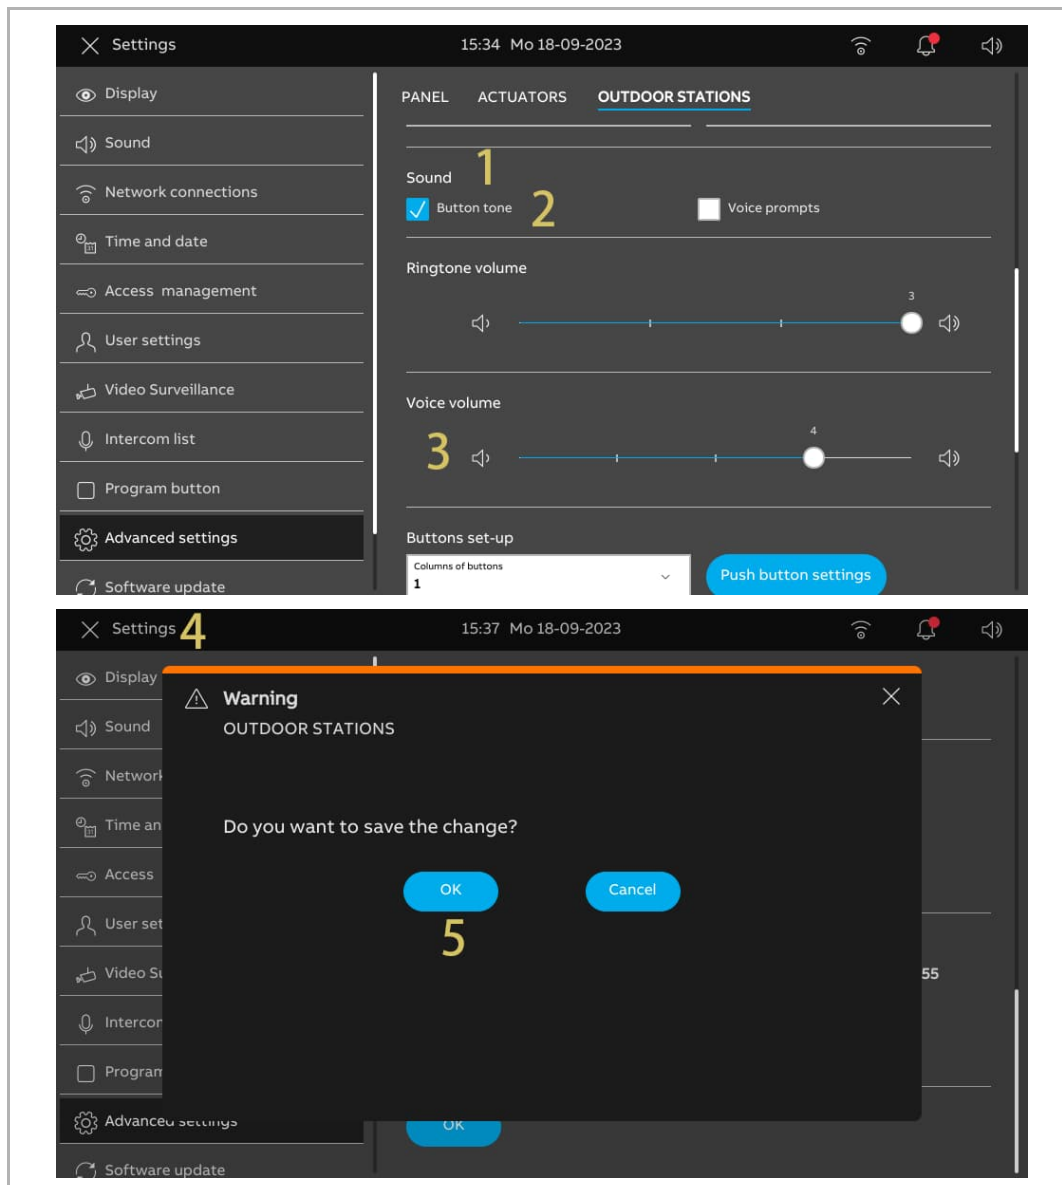 Settings 15:34 Mo 18-09-2023
Display
Sound
Network connections
Time and date
Access management
User settings
Video Surveillance
Intercom list
Program button
Advanced settings
Software update
PANEL ACTUATORS OUTDOOR STATIONS
1
Sound
Button tone 2 Voice prompts
Ringtone volume
3
Voice volume
4
3
Buttons set-up
Columns of buttons
1
Push button settings
Settings 4 15:37 Mo 18-09-2023
Display
Sound
Network
Time an
Access
User set
Video Su
Intercom
Program
Advanced settings
Software update
Warning
OUTDOOR STATIONS
Do you want to save the change?
OK Cancel
5
55
OK